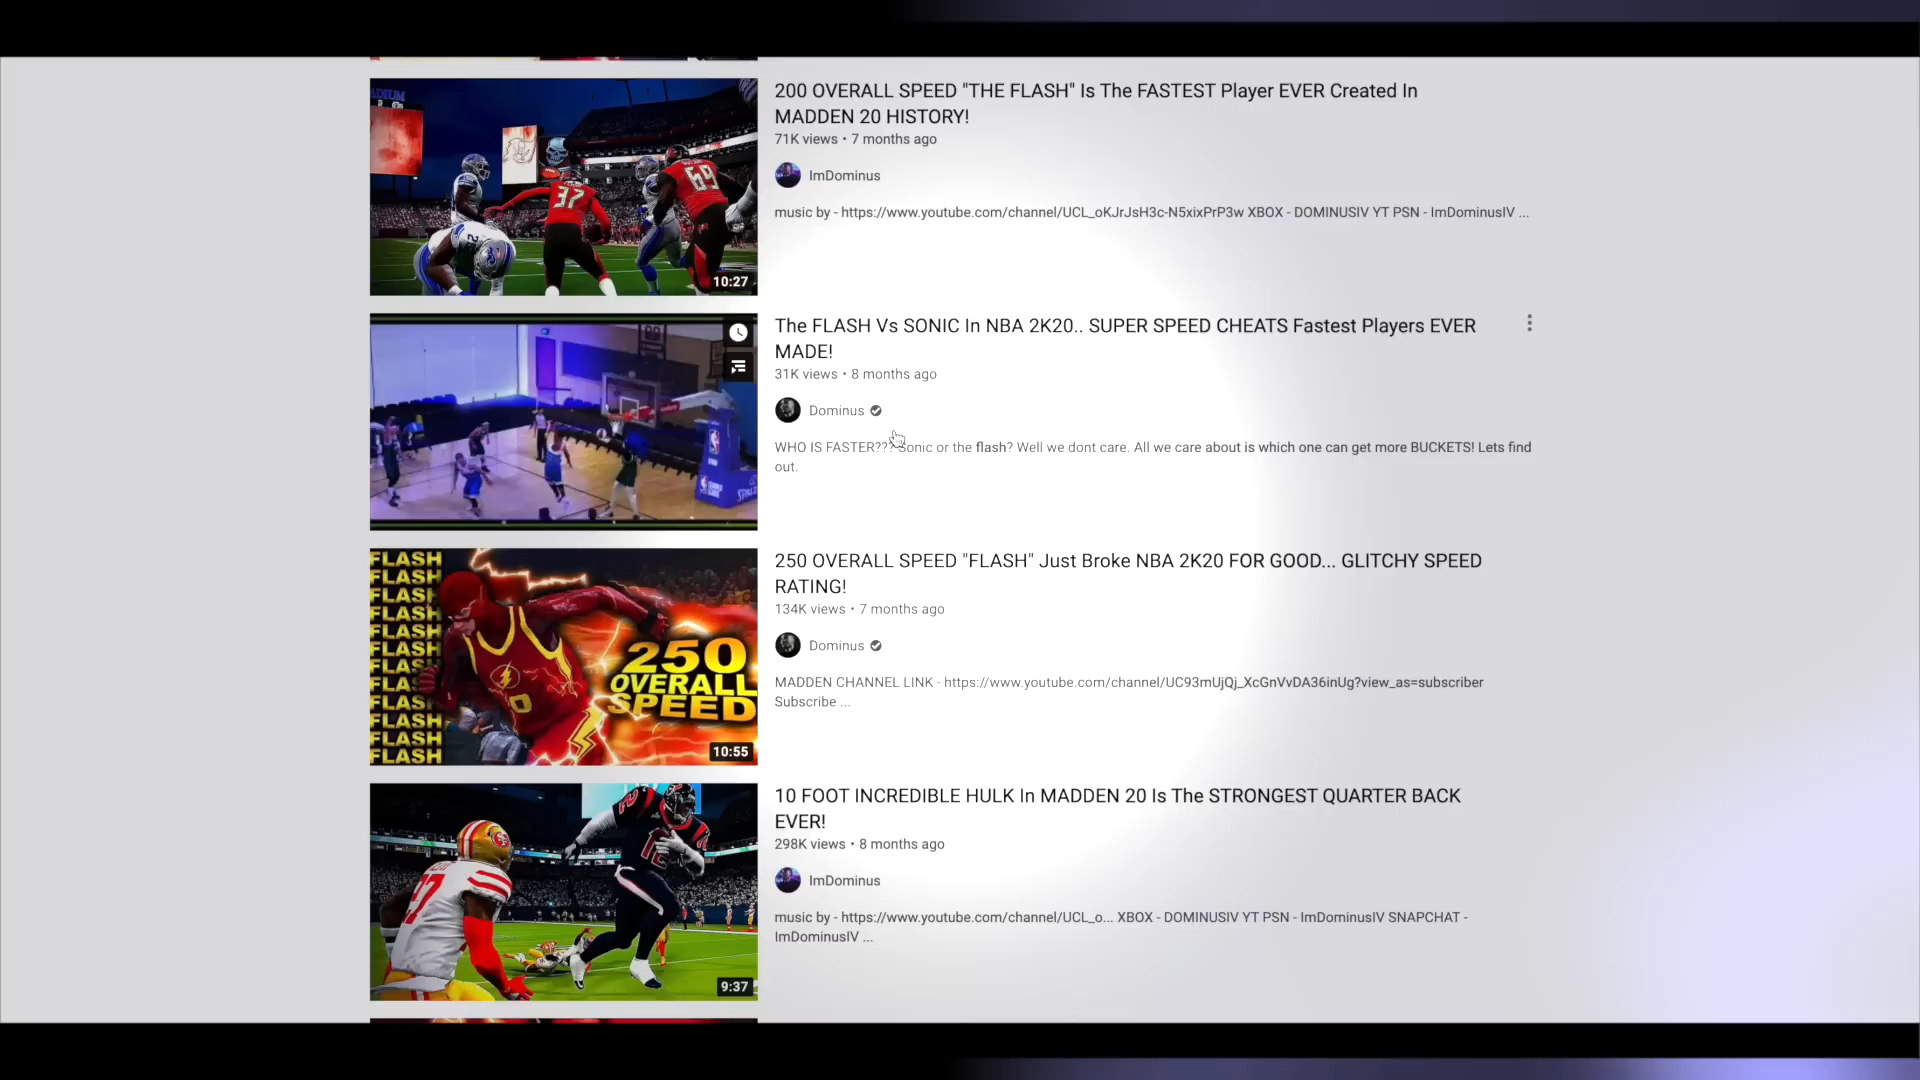 200 OVERALL SPEED "THE FLASH" Is The FASTEST Player EVER Created In
MADDEN 20 HISTORY!
71K views • 7 months ago
ImDominus
music by - https://www.youtube.com/channel/UCL_oKJrJsH3c-N5xixPrP3w XBOX - DOMINUSIV YT PSN - ImDominusIV ...
37
69
10:27
The FLASH Vs SONIC In NBA 2K20.. SUPER SPEED CHEATS Fastest Players EVER
MADE!
31K views • 8 months ago
Dominus
WHO IS FASTER??? Sonic or the flash? Well we dont care. All we care about is which one can get more BUCKETS! Lets find
out.
250 OVERALL SPEED "FLASH" Just Broke NBA 2K20 FOR GOOD... GLITCHY SPEED
RATING!
134K views • 7 months ago
Dominus
MADDEN CHANNEL LINK - https://www.youtube.com/channel/UC93mUjQj_XcGnVvDA36inUg?view_as=subscriber
Subscribe ...
FLASH
FLASH
FLASH
FLASH
FLASH
FLASH
FLA
FLA
FLASH
FLASH
FLASH
FLASH
250
OVERALL
SPEED
10:55
10 FOOT INCREDIBLE HULK In MADDEN 20 Is The STRONGEST QUARTER BACK
EVER!
298K views • 8 months ago
ImDominus
music by - https://www.youtube.com/channel/UCL_o... XBOX - DOMINUSIV YT PSN - ImDominusIV SNAPCHAT -
ImDominusIV ...
9:37